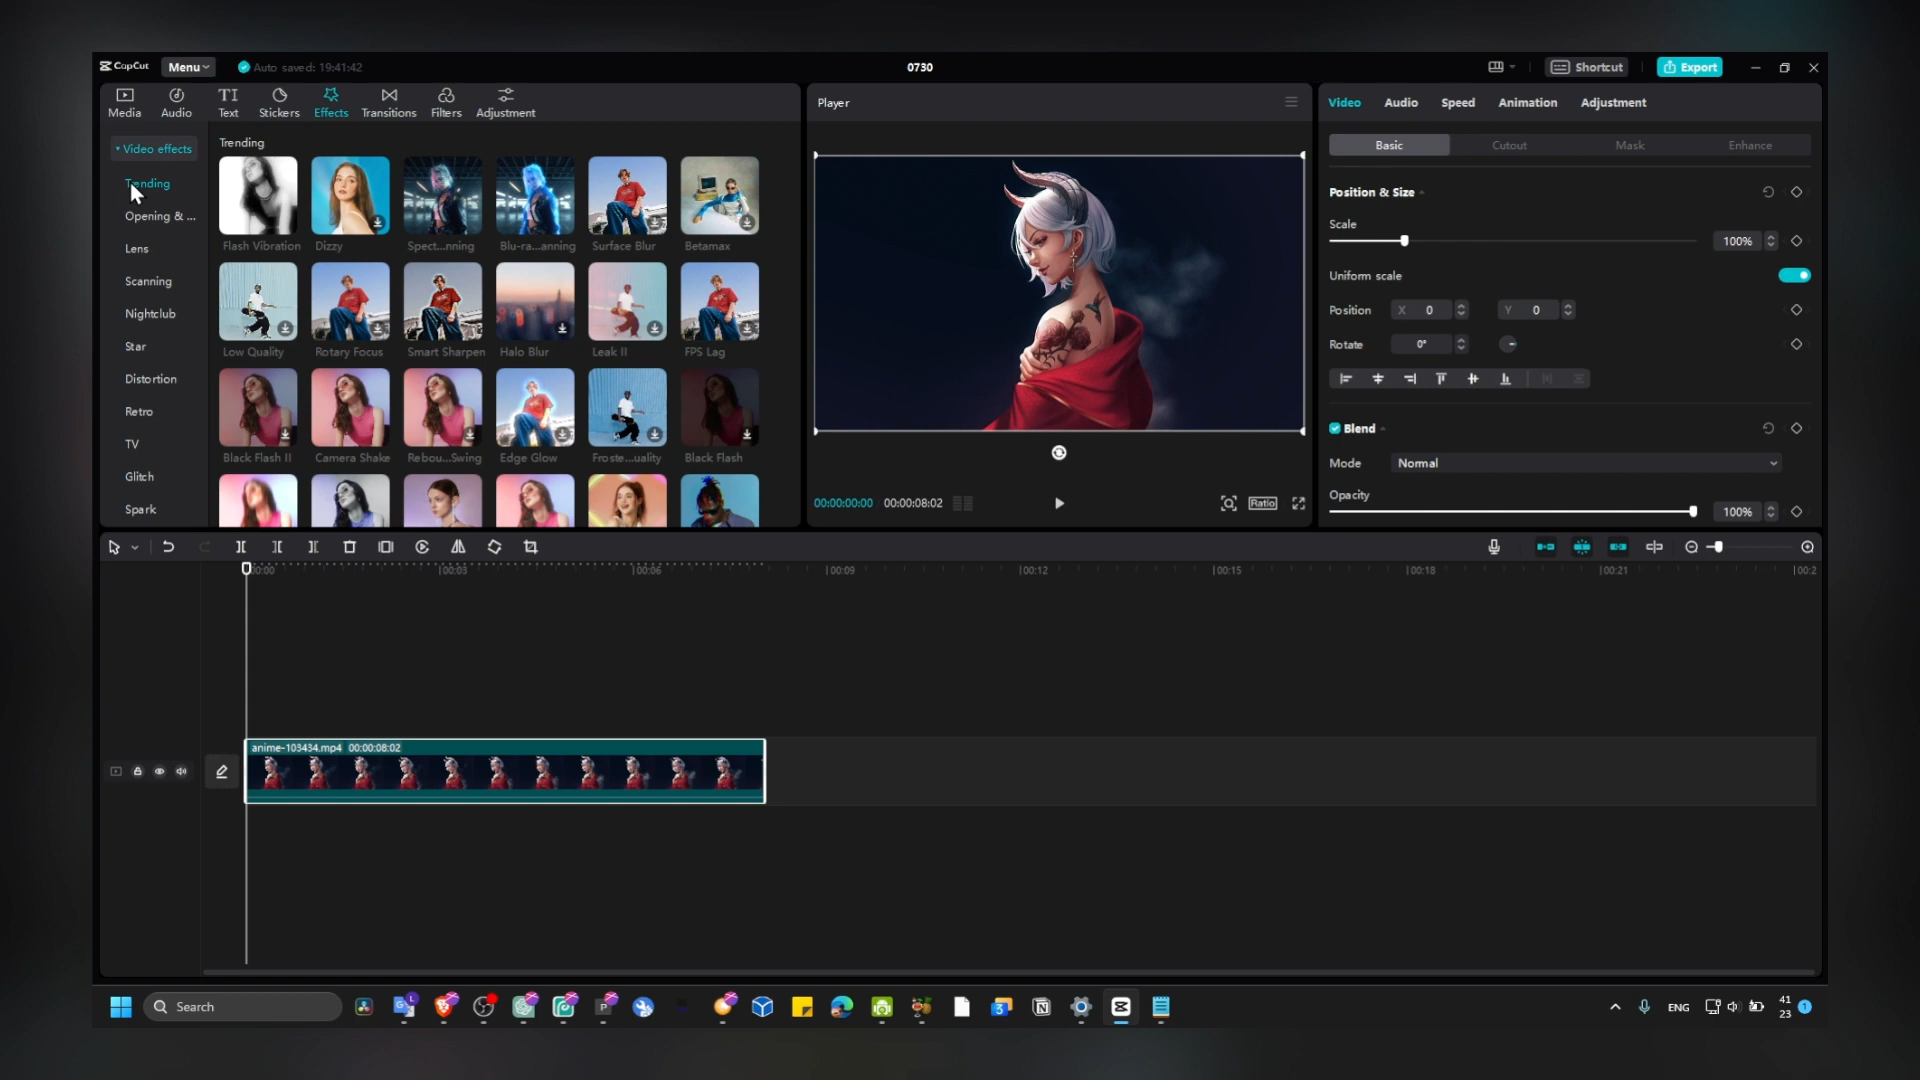 CapCut
Menu
Auto saved: 19:41:42
0730
Shortcut
Export
Media
Audio
Text
Stickers
Effects
Transitions
Filters
Adjustment
Player
Video
Audio
Speed
Animation
Adjustment
Video effects
Trending
Opening & ...
Lens
Scanning
Nightclub
Star
Distortion
Retro
TV
Glitch
Spark
Trending
Flash Vibration
Dizzy
Spect...nning
Blu-ra...anning
Surface Blur
Betamax
Low Quality
Rotary Focus
Smart Sharpen
Halo Blur
Leak II
FPS Lag
Black Flash II
Camera Shake
Rebou...Swing
Edge Glow
Froste...uality
Black Flash
00:00:00:00
00:00:08:02
Ratio
Basic
Cutout
Mask
Enhance
Position & Size
Scale
100%
Uniform scale
Position
X 0
Y 0
Rotate
0°
Blend
Mode
Normal
Opacity
100%
00:00
00:03
00:06
00:09
00:12
00:15
00:18
00:21
00:2
anime-103434.mp4 00:00:08:02
Search
ENG
41
23
1